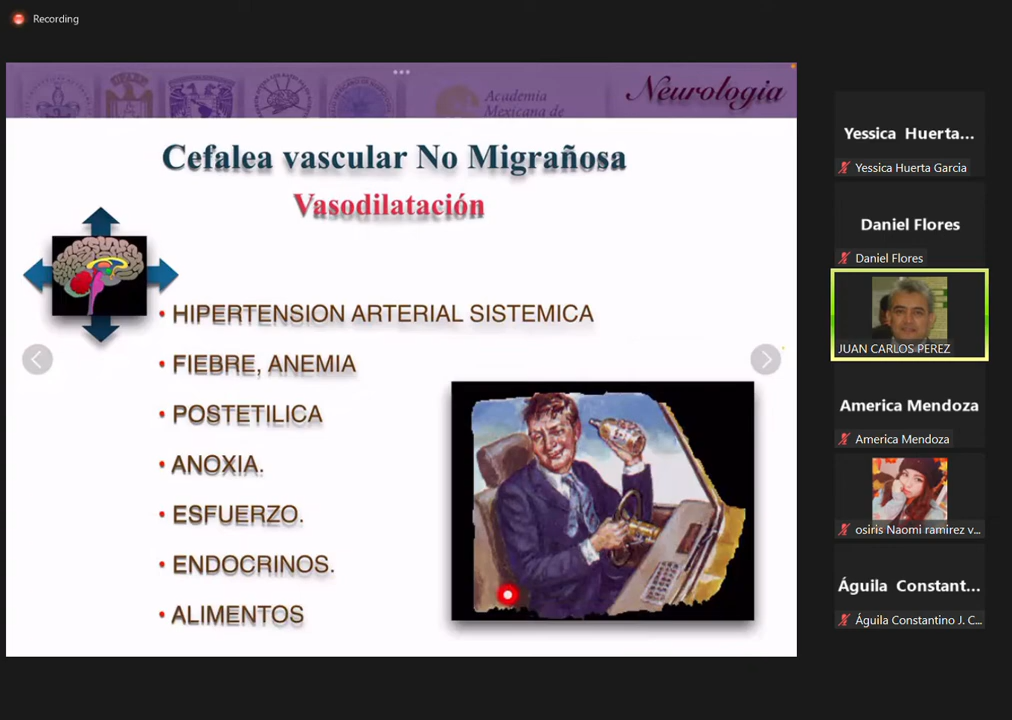 Recording
Academia
Mexicana de
Neurologia
Cefalea vascular No Migrañosa
Vasodilatación
• HIPERTENSION ARTERIAL SISTEMICA
• FIEBRE, ANEMIA
• POSTETILICA
• ANOXIA.
• ESFUERZO.
• ENDOCRINOS.
• ALIMENTOS
Yessica Huerta...
Yessica Huerta Garcia
Daniel Flores
Daniel Flores
JUAN CARLOS PEREZ
America Mendoza
America Mendoza
osiris Naomi ramirez v...
Águila Constant...
Águila Constantino J. C...